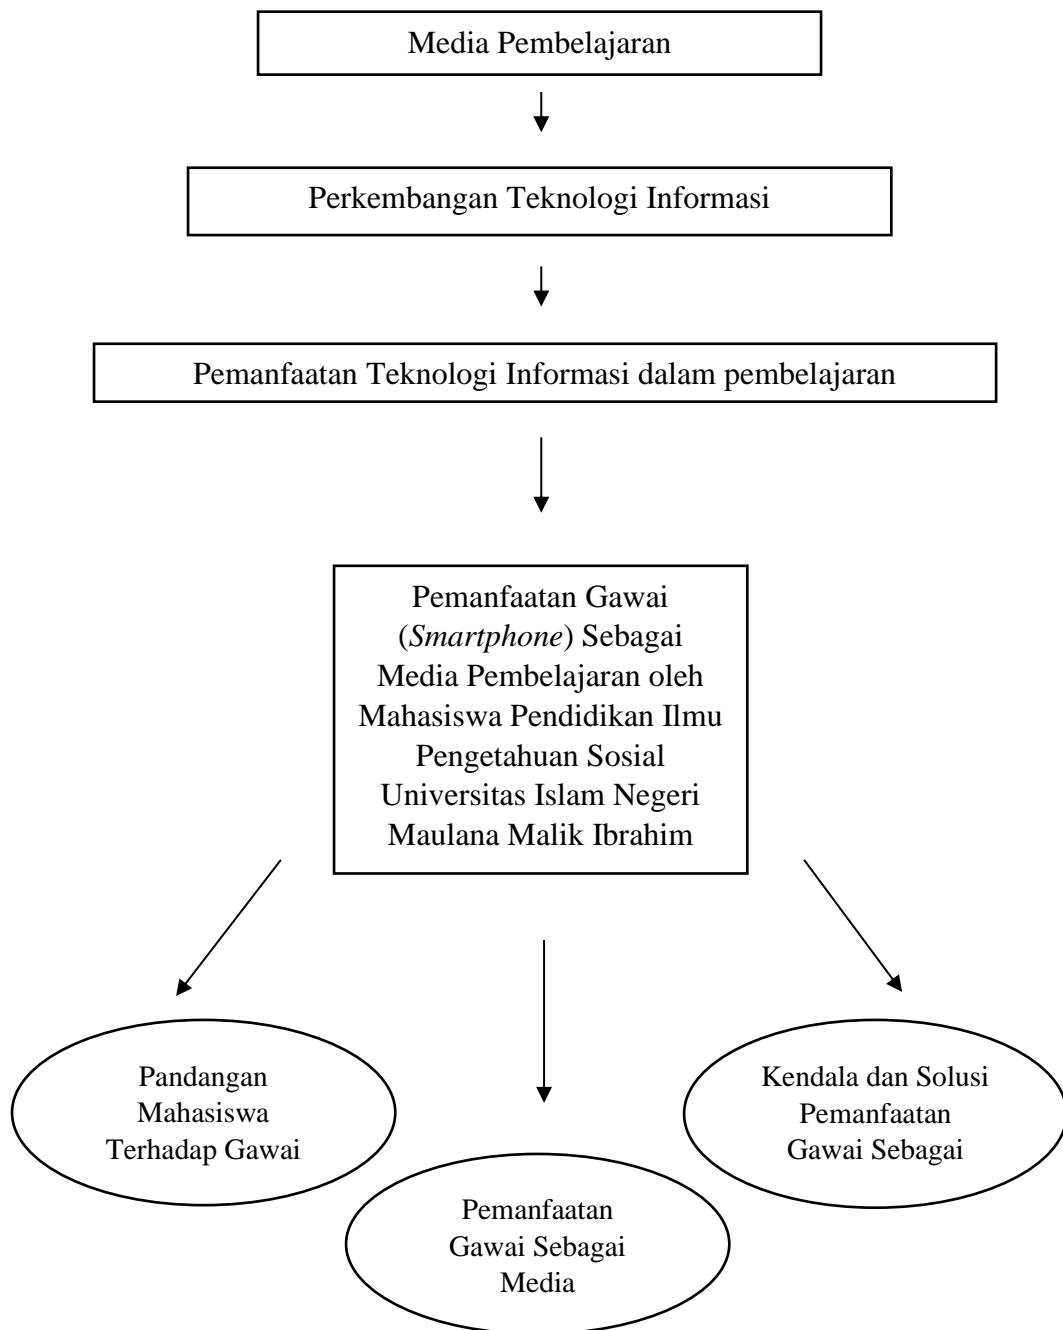 Media Pembelajaran
Perkembangan Teknologi Informasi
Pemanfaatan Teknologi Informasi dalam pembelajaran
Pemanfaatan Gawai
(Smartphone) Sebagai
Media Pembelajaran oleh
Mahasiswa Pendidikan Ilmu
Pengetahuan Sosial
Universitas Islam Negeri
Maulana Malik Ibrahim
Pandangan
Mahasiswa
Terhadap Gawai
Pemanfaatan
Gawai Sebagai
Media
Kendala dan Solusi
Pemanfaatan
Gawai Sebagai